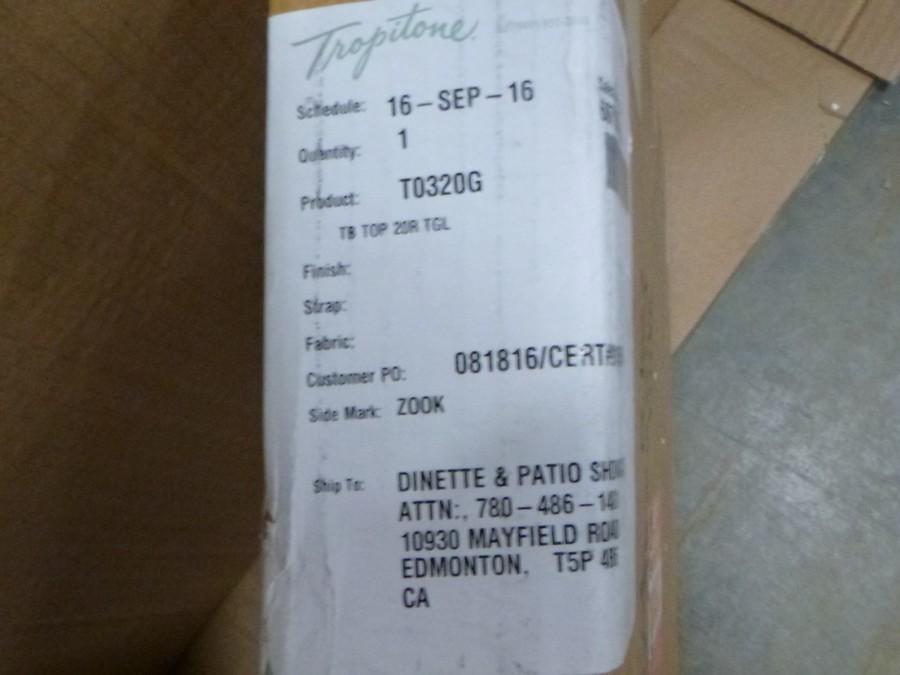 Tropitone
Schedule: 16-SEP-16
Quantity: 1
Product: T0320G
TB TOP 20R TGL
Finish:
Strap:
Fabric:
Customer PO: 081816/CERT#
Side Mark: ZOOK
Ship To: DINETTE & PATIO
ATTN:, 780-486-
10930 MAYFIELD
EDMONTON, T5P
CA